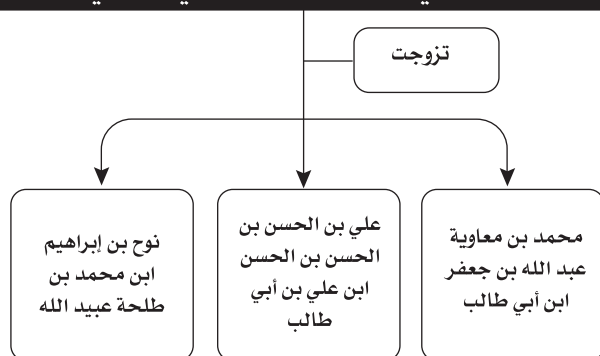 تزوجت
محمد بن معاوية
عبد الله بن جعفر
ابن أبي طالب
علي بن الحسن بن
الحسن بن الحسن
ابن علي بن أبي
طالب
نوح بن إبراهيم
ابن محمد بن
طلحة عبيد الله